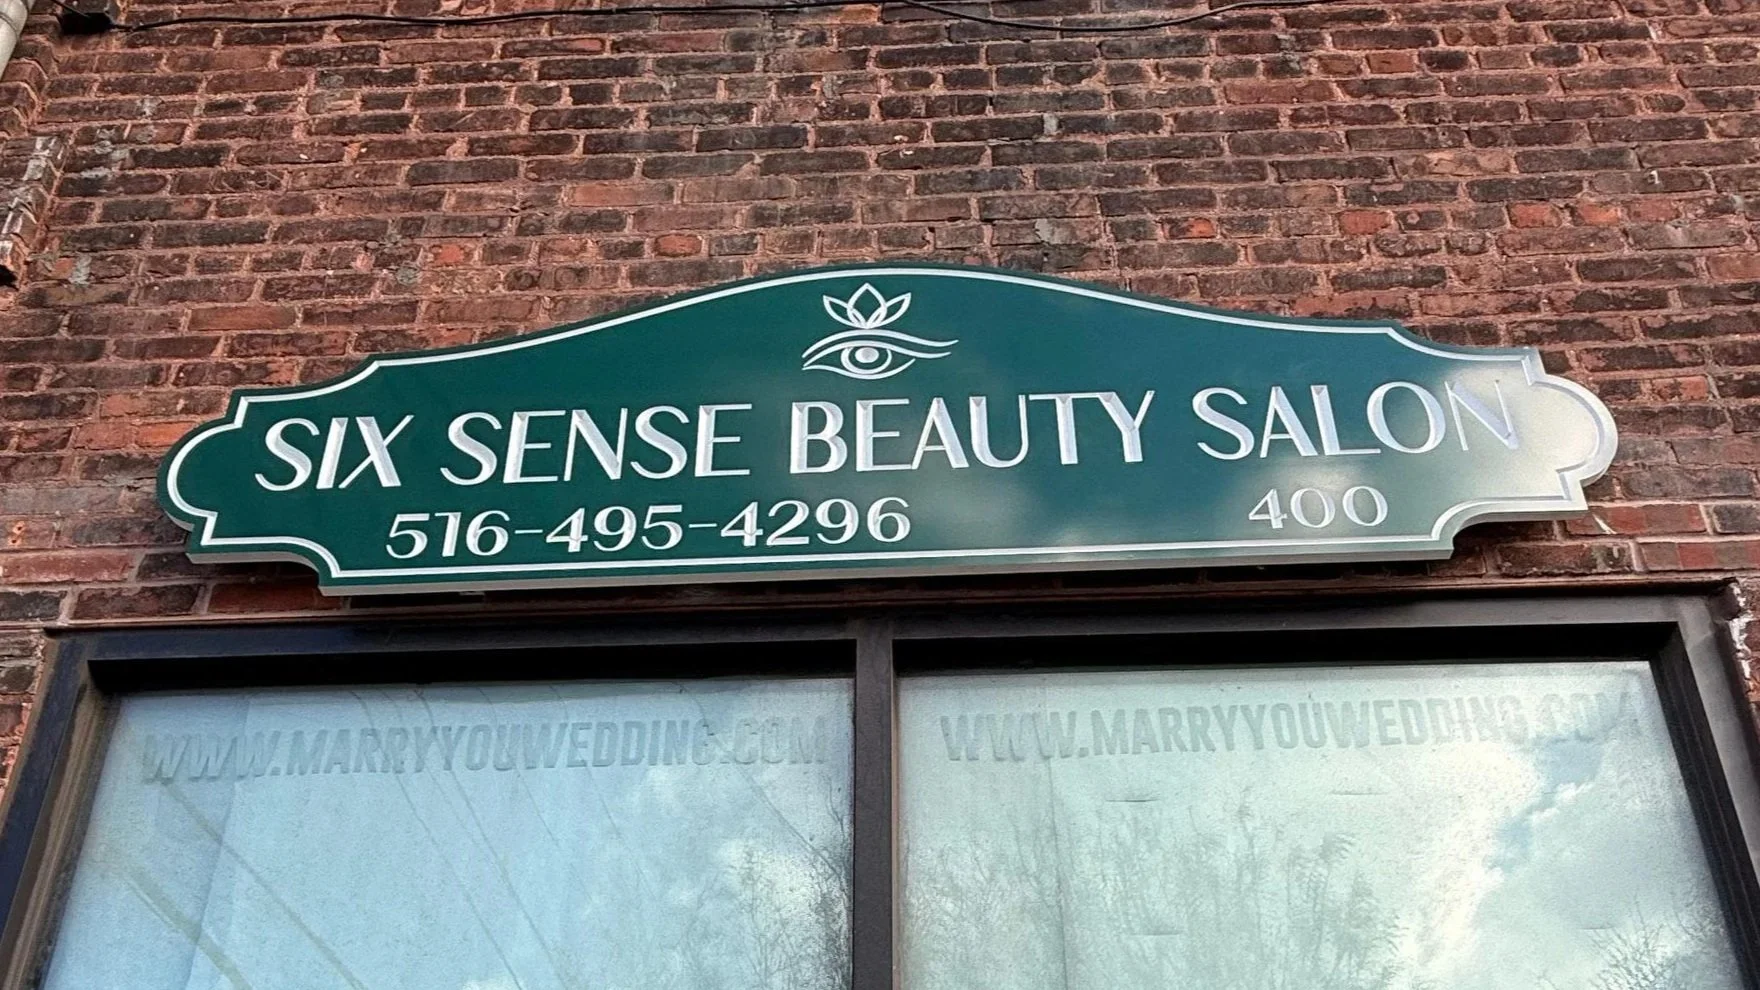 SIX SENSE BEAUTY SALON
516-495-4296 400
WWW.MARRYYOUWEDDING.COM WWW.MARRYYOUWEDDING.COM